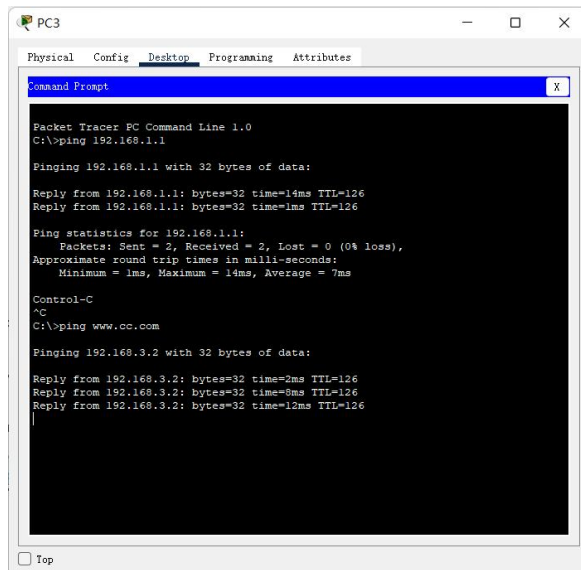 PC3
Physical Config Desktop Programming Attributes
Command Prompt
X
Packet Tracer PC Command Line 1.0
C:\>ping 192.168.1.1
Pinging 192.168.1.1 with 32 bytes of data:
Reply from 192.168.1.1: bytes=32 time=14ms TTL=126
Reply from 192.168.1.1: bytes=32 time=1ms TTL=126
Ping statistics for 192.168.1.1:
Packets: Sent = 2, Received = 2, Lost = 0 (0% loss),
Approximate round trip times in milli-seconds:
Minimum = 1ms, Maximum = 14ms, Average = 7ms
Control-C
^C
C:\>ping www.cc.com
Pinging 192.168.3.2 with 32 bytes of data:
Reply from 192.168.3.2: bytes=32 time=2ms TTL=126
Reply from 192.168.3.2: bytes=32 time=8ms TTL=126
Reply from 192.168.3.2: bytes=32 time=12ms TTL=126
Top